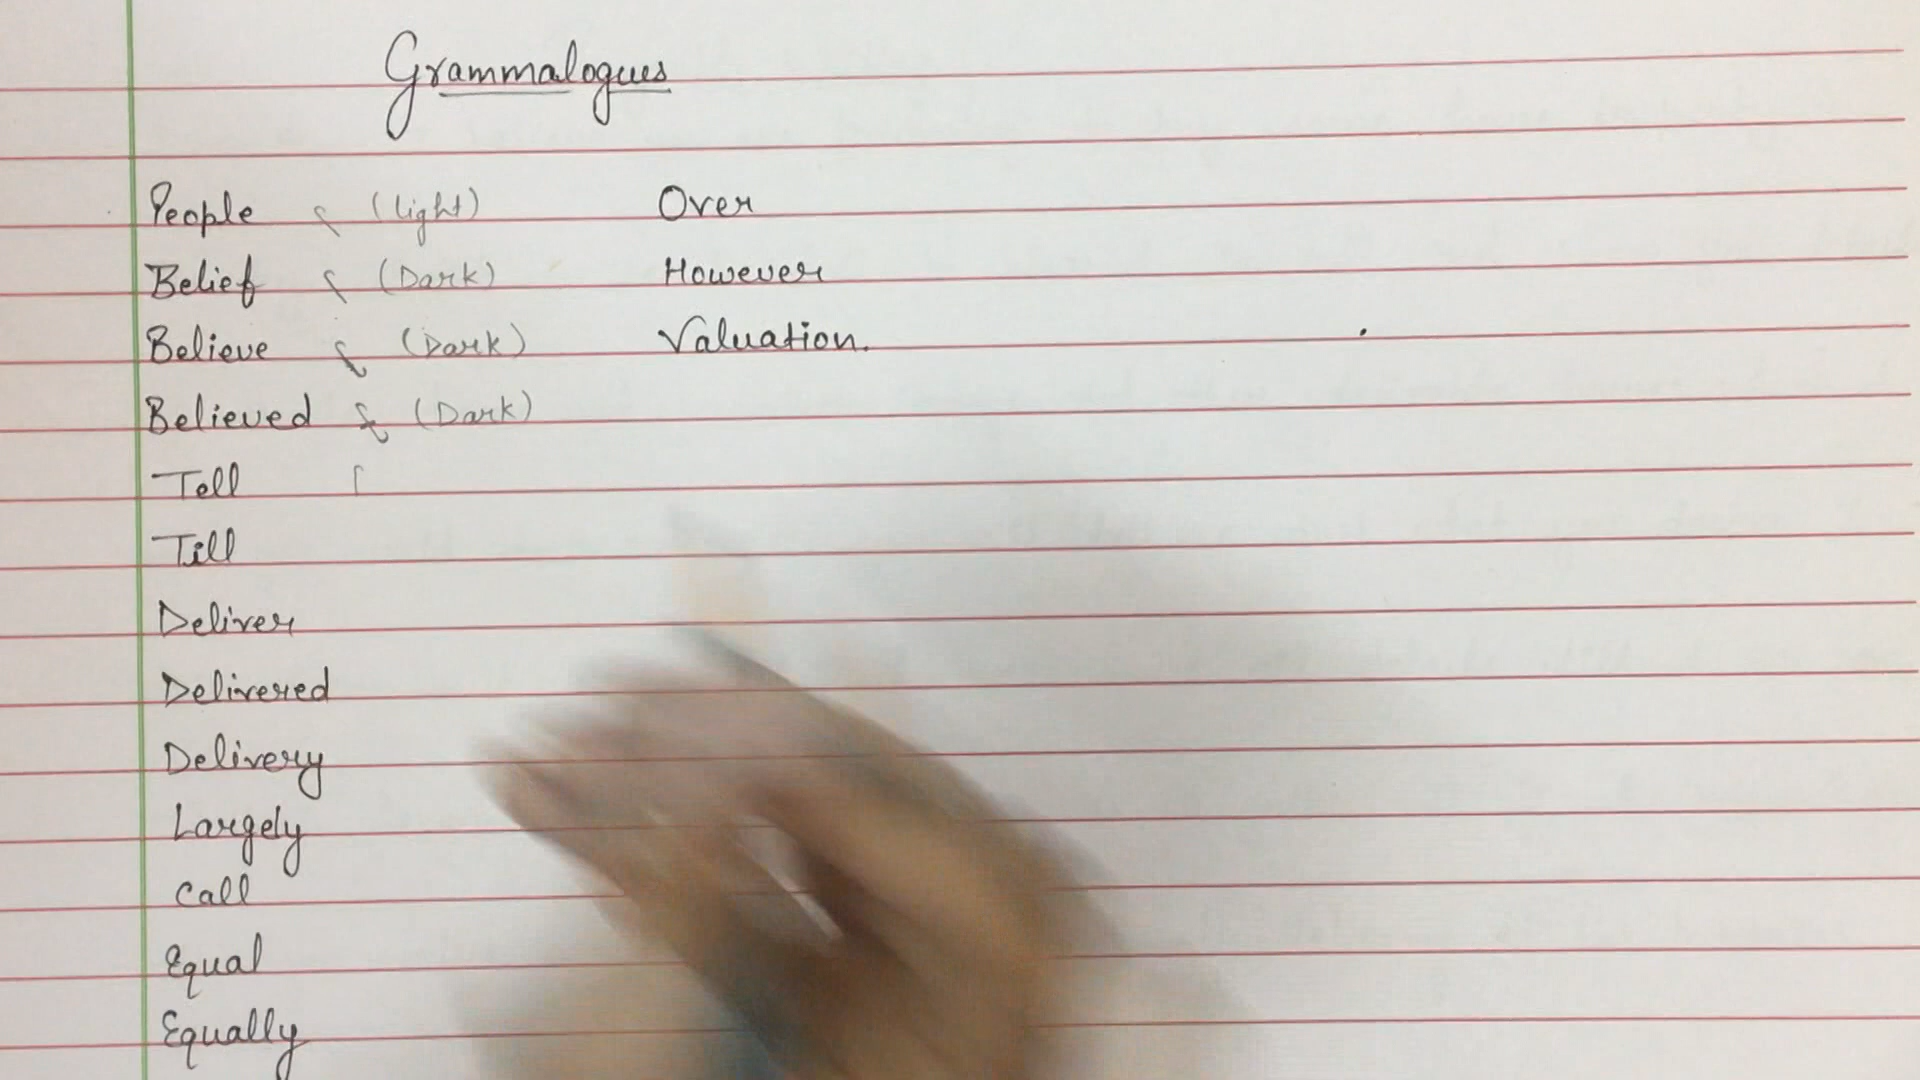 Grammalogues
People (light) Over
Belief (Dark) However
Believe (Dark) Valuation.
Believed (Dark)
Tell
Till
Deliver
Delivered
Delivery
Largely
Call
Equal
Equally